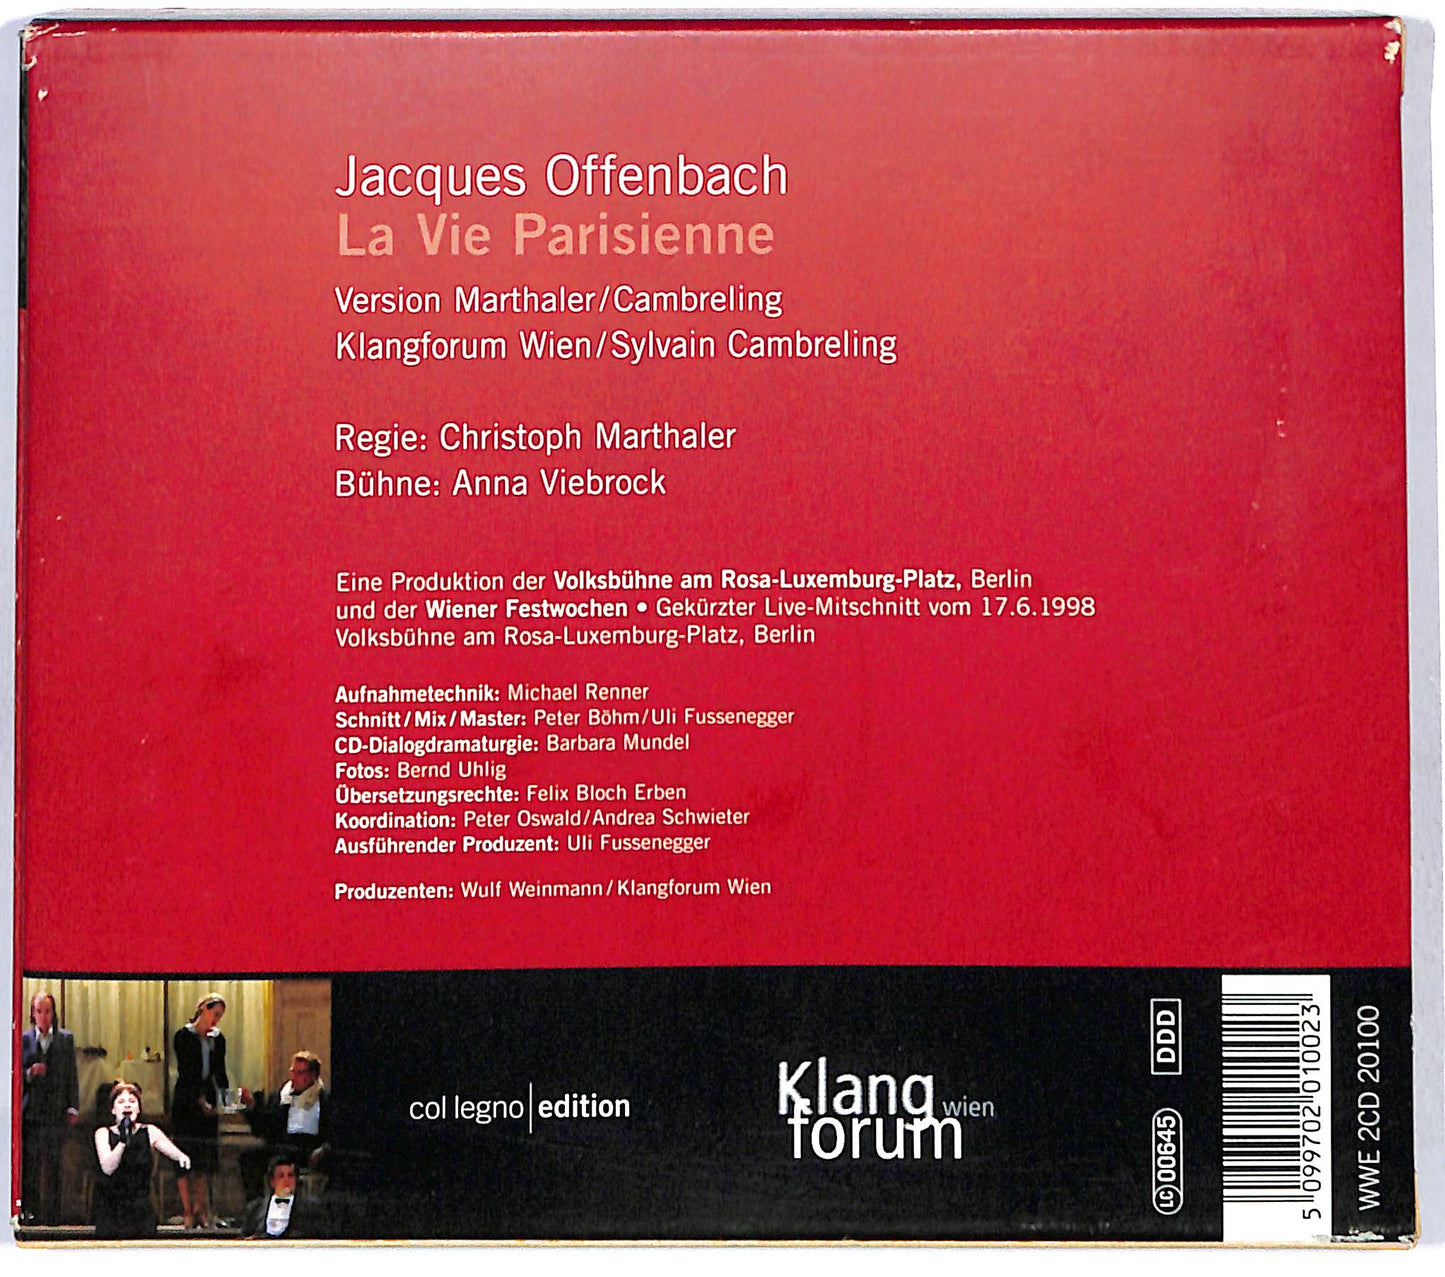 Jacques Offenbach
La Vie Parisienne
Version Marthaler/Cambreling
Klangforum Wien/Sylvain Cambreling
Regie: Christoph Marthaler
Bühne: Anna Viebrock
Eine Produktion der Volksbühne am Rosa-Luxemburg-Platz, Berlin
und der Wiener Festwochen • Gekürzter Live-Mitschnitt vom 17.6.1998
Volksbühne am Rosa-Luxemburg-Platz, Berlin
Aufnahmetechnik: Michael Renner
Schnitt/Mix/Master: Peter Böhm/Uli Fussenegger
CD-Dialogdramaturgie: Barbara Mundel
Fotos: Bernd Uhlig
Übersetzungsrechte: Felix Bloch Erben
Koordination: Peter Oswald/Andrea Schwieter
Ausführender Produzent: Uli Fussenegger
Produzenten: Wulf Weinmann/Klangforum Wien
col legno|edition
Klang
forum wien
DDD
LC 00645
5 099702 010023
WWE 2CD 20100